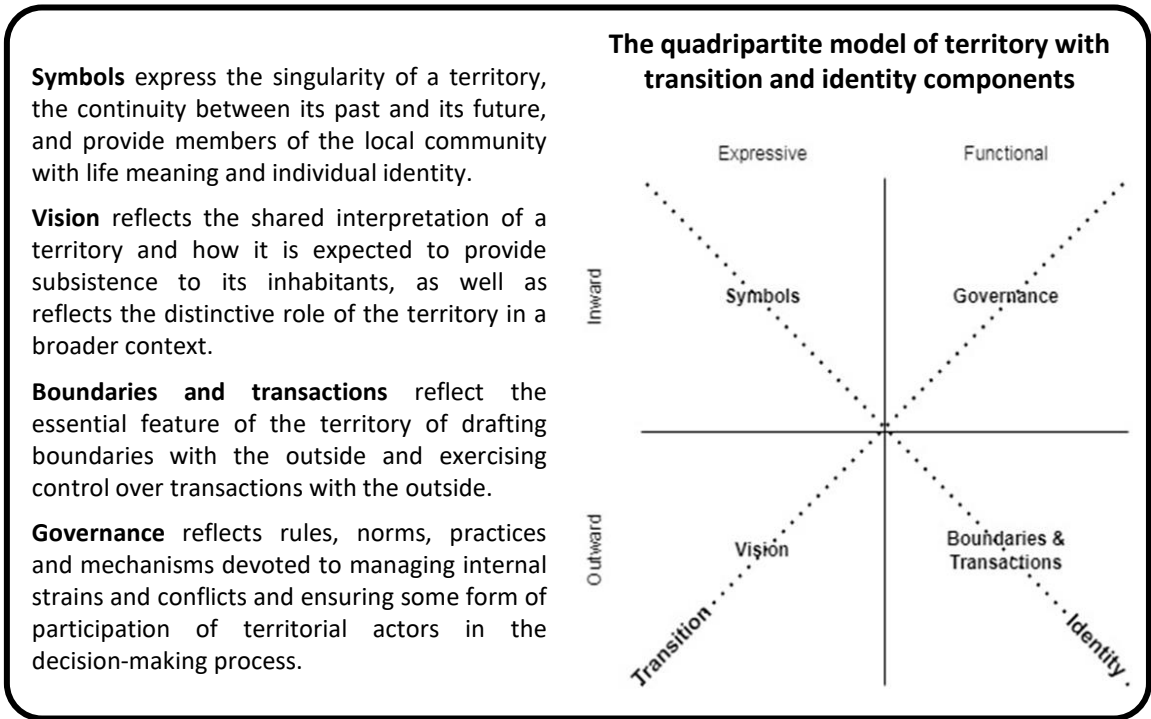 Symbols express the singularity of a territory,
the continuity between its past and its future,
and provide members of the local community
with life meaning and individual identity.
Vision reflects the shared interpretation of a
territory and how it is expected to provide
subsistence to its inhabitants, as well as
reflects the distinctive role of the territory in a
broader context.
Boundaries and transactions reflect the
essential feature of the territory of drafting
boundaries with the outside and exercising
control over transactions with the outside.
Governance reflects rules, norms, practices
and mechanisms devoted to managing internal
strains and conflicts and ensuring some form of
participation of territorial actors in the
decision-making process.
The quadripartite model of territory with
transition and identity components
Expressive
Functional
Inward
Symbols
Governance
Outward
Vision
Boundaries &
Transactions
Transition
Identity